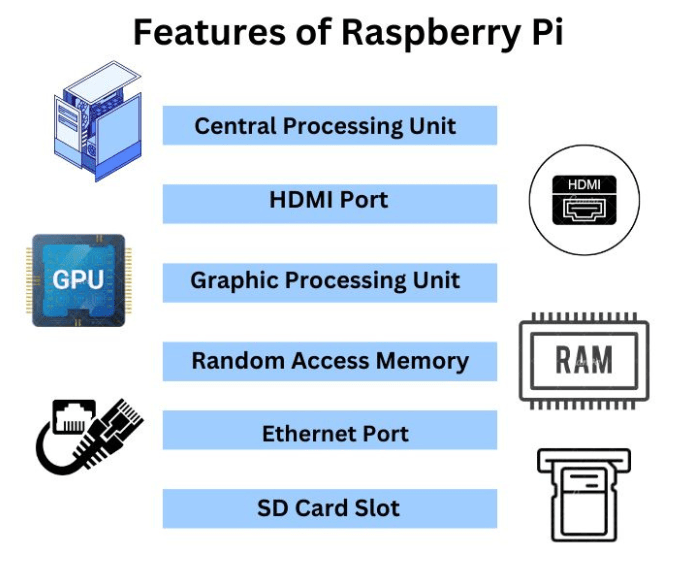 Features of Raspberry Pi
Central Processing Unit
HDMI Port
HDMI
GPU
Graphic Processing Unit
Random Access Memory
RAM
Ethernet Port
SD Card Slot